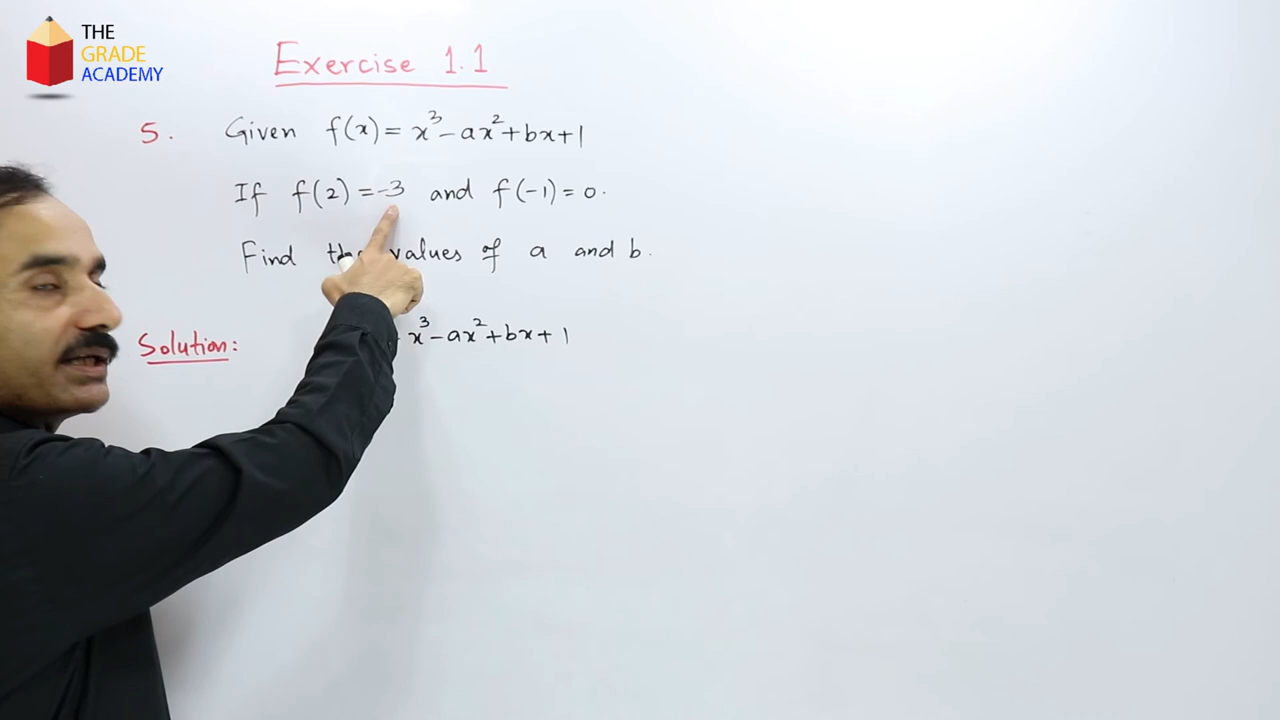 THE
GRADE
ACADEMY
Exercise 1.1
5. Given f(x) = x³ - ax² + bx + 1
If f(2) = -3 and f(-1) = 0.
Find the values of a and b.
Solution: x³ - ax² + bx + 1